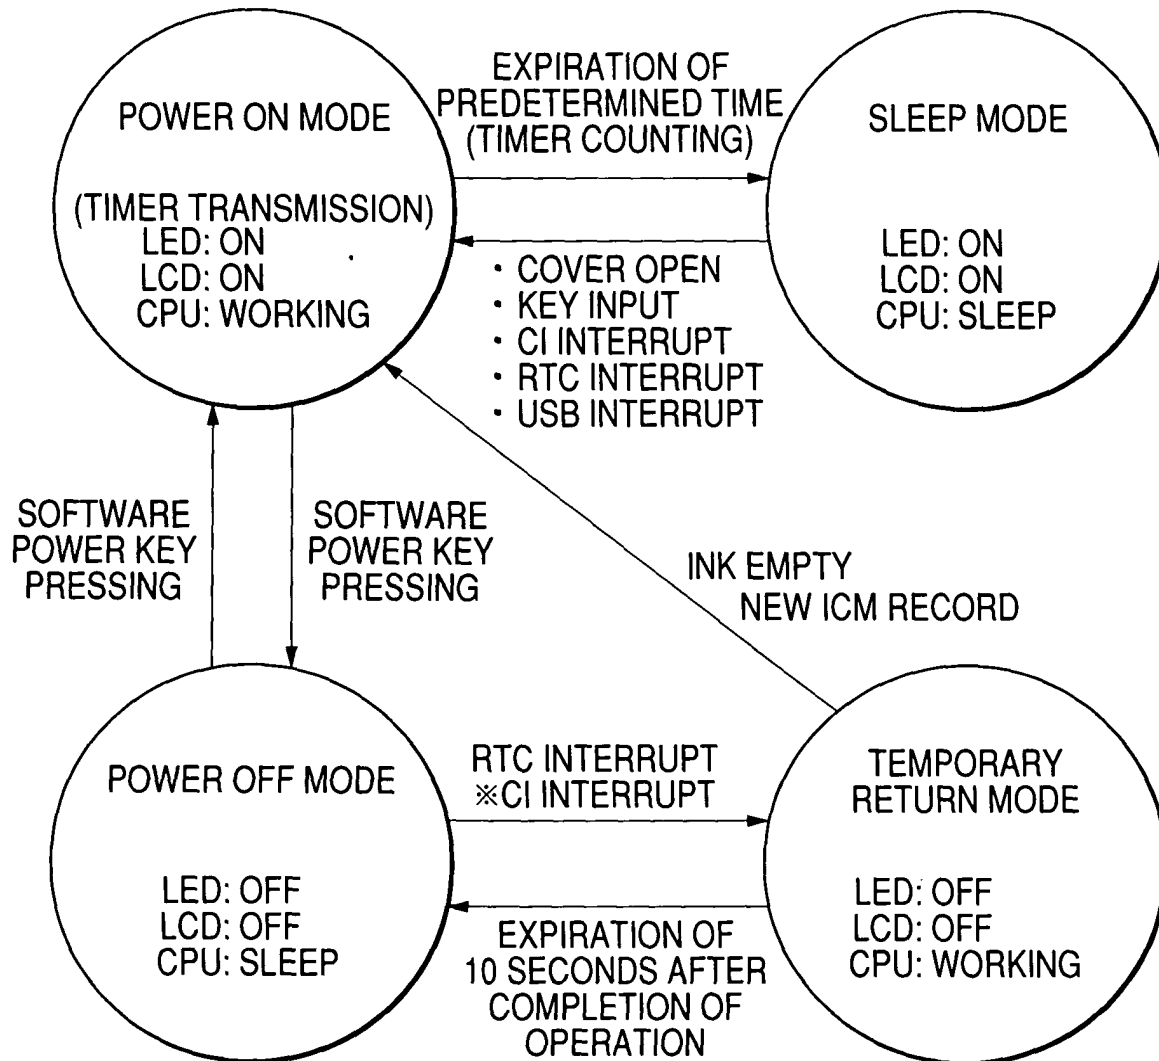 POWER ON MODE
(TIMER TRANSMISSION)
LED: ON
LCD: ON
CPU: WORKING
EXPIRATION OF
PREDETERMINED TIME
(TIMER COUNTING)
· COVER OPEN
· KEY INPUT
· CI INTERRUPT
· RTC INTERRUPT
· USB INTERRUPT
SLEEP MODE
LED: ON
LCD: ON
CPU: SLEEP
SOFTWARE
POWER KEY
PRESSING
SOFTWARE
POWER KEY
PRESSING
INK EMPTY
NEW ICM RECORD
POWER OFF MODE
LED: OFF
LCD: OFF
CPU: SLEEP
RTC INTERRUPT
※CI INTERRUPT
EXPIRATION OF
10 SECONDS AFTER
COMPLETION OF
OPERATION
TEMPORARY
RETURN MODE
LED: OFF
LCD: OFF
CPU: WORKING